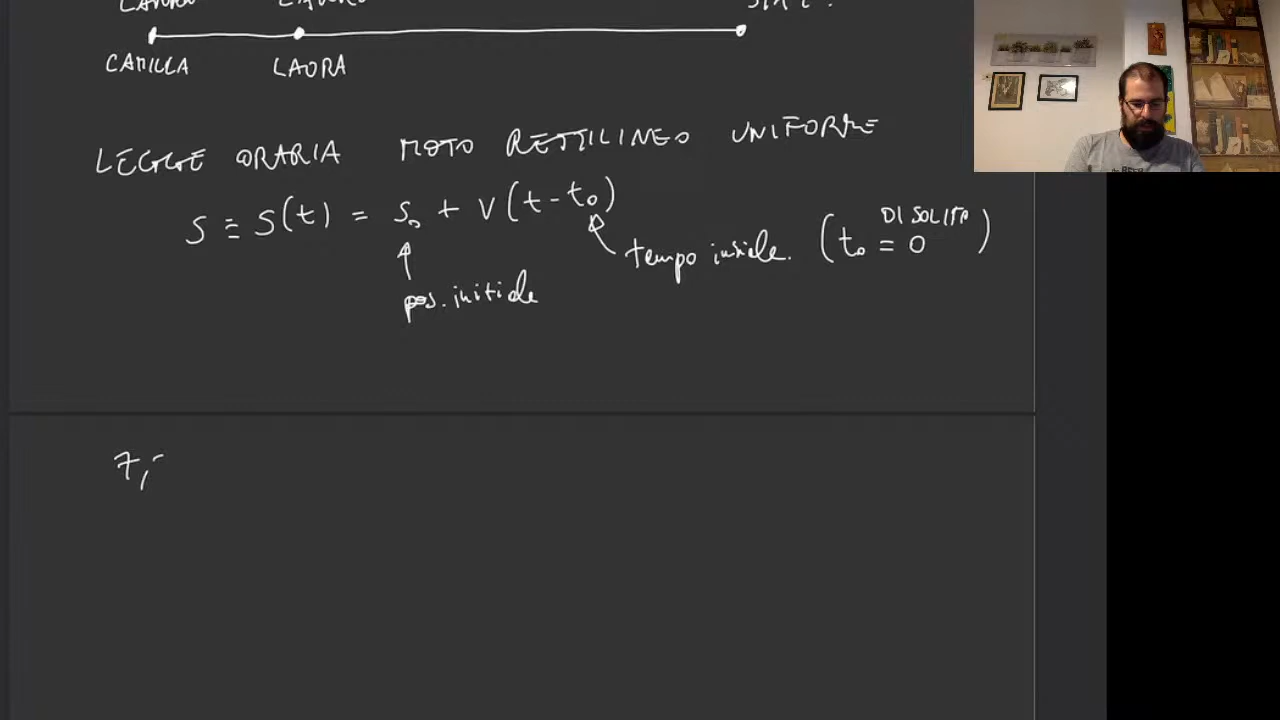 CAMILLA LAURA
LEGGE ORARIA MOTO RETTILINEO UNIFORME
S ≡ S(t) = S₀ + V(t - t₀)
tempo iniziale. (t₀ = 0 DI SOLITO)
pos. iniziale
7,